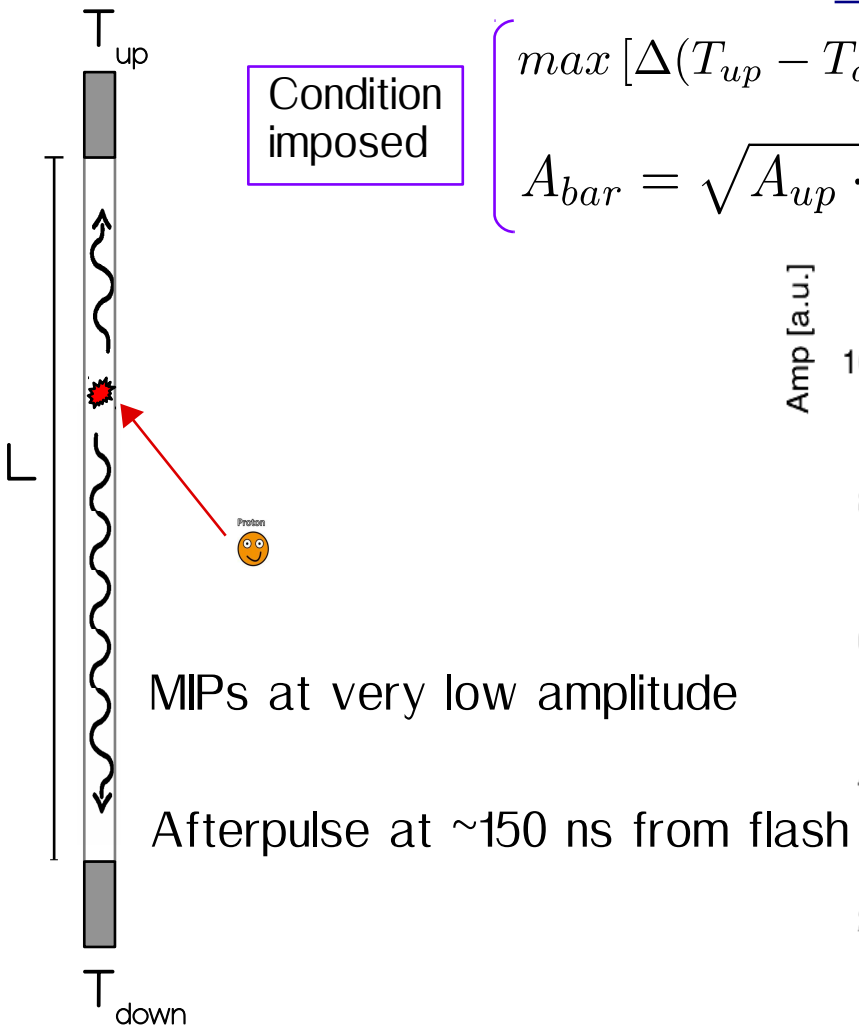 T_up
Condition
imposed
max [Δ(T_up − T
A_bar = √A_up ·
Amp [a.u.]
L
Proton
MIPs at very low amplitude
Afterpulse at ~150 ns from flash
T_down